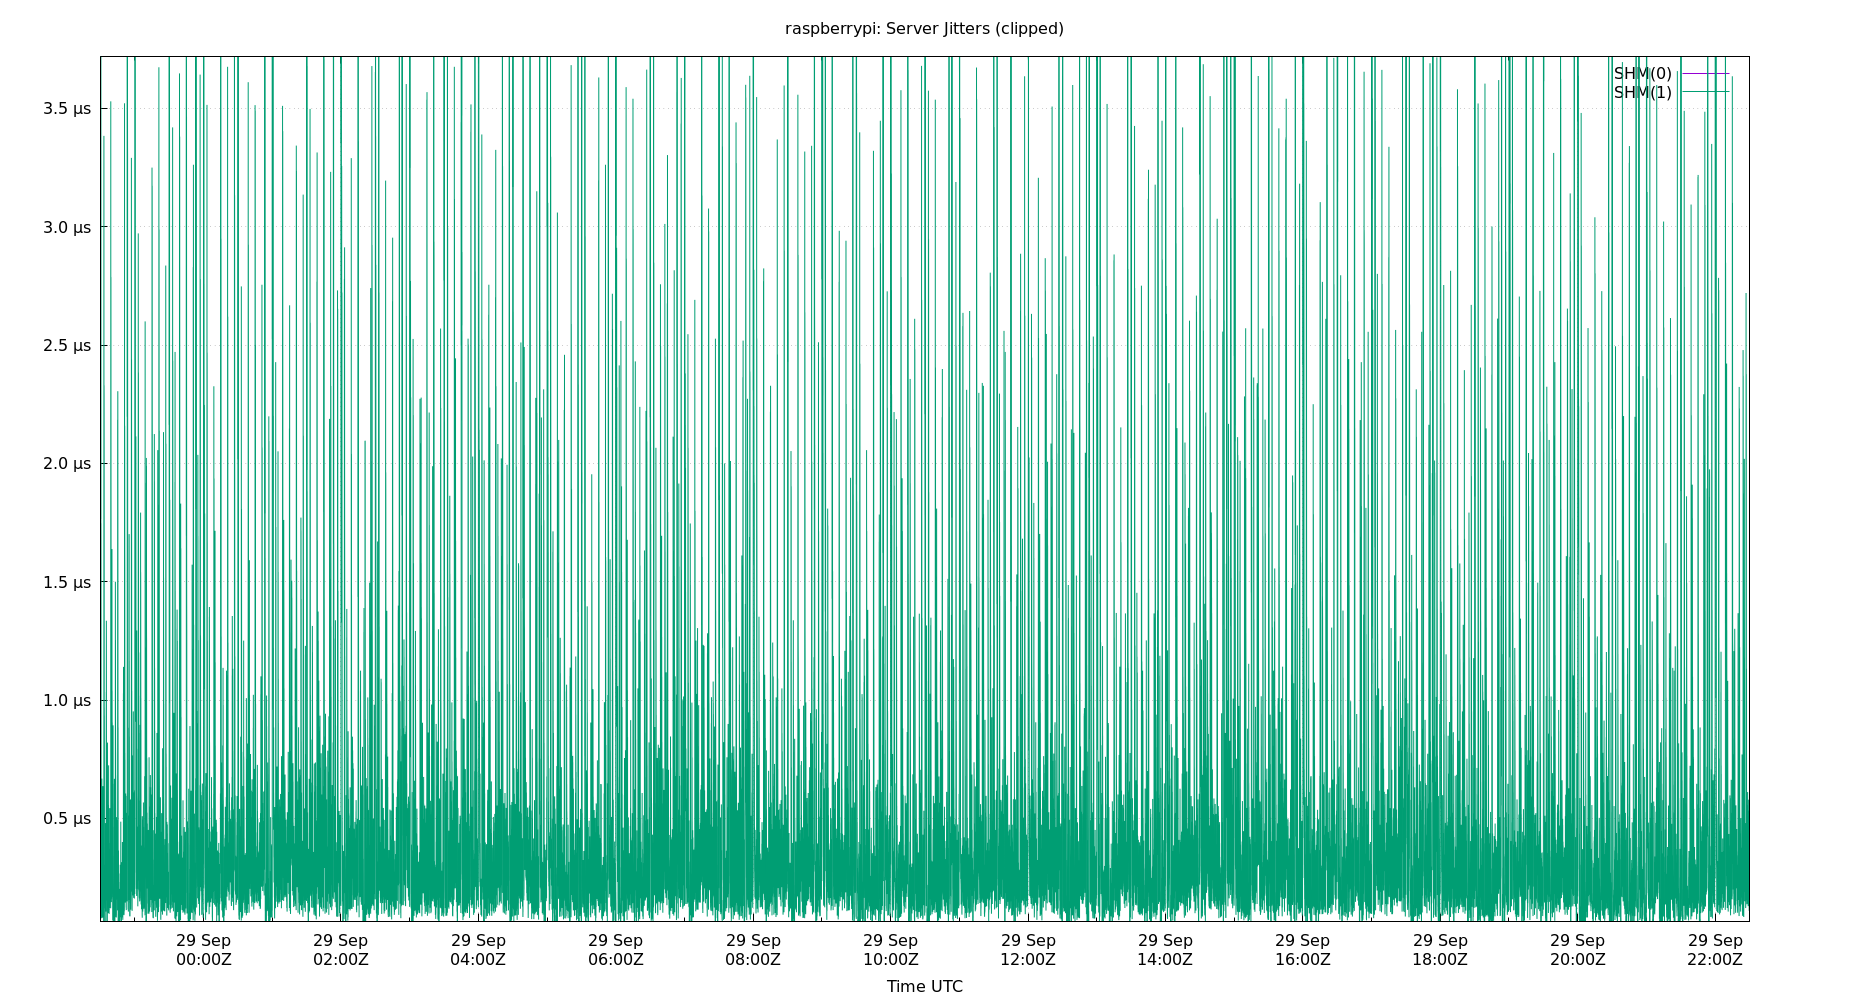 raspberrypi: Server Jitters (clipped)
SHM(0)
SHM(1)
3.5 µs
3.0 µs
2.5 µs
2.0 µs
1.5 µs
1.0 µs
0.5 µs
29 Sep 29 Sep 29 Sep 29 Sep 29 Sep 29 Sep 29 Sep 29 Sep 29 Sep 29 Sep 29 Sep 29 Sep
00:00Z 02:00Z 04:00Z 06:00Z 08:00Z 10:00Z 12:00Z 14:00Z 16:00Z 18:00Z 20:00Z 22:00Z
Time UTC